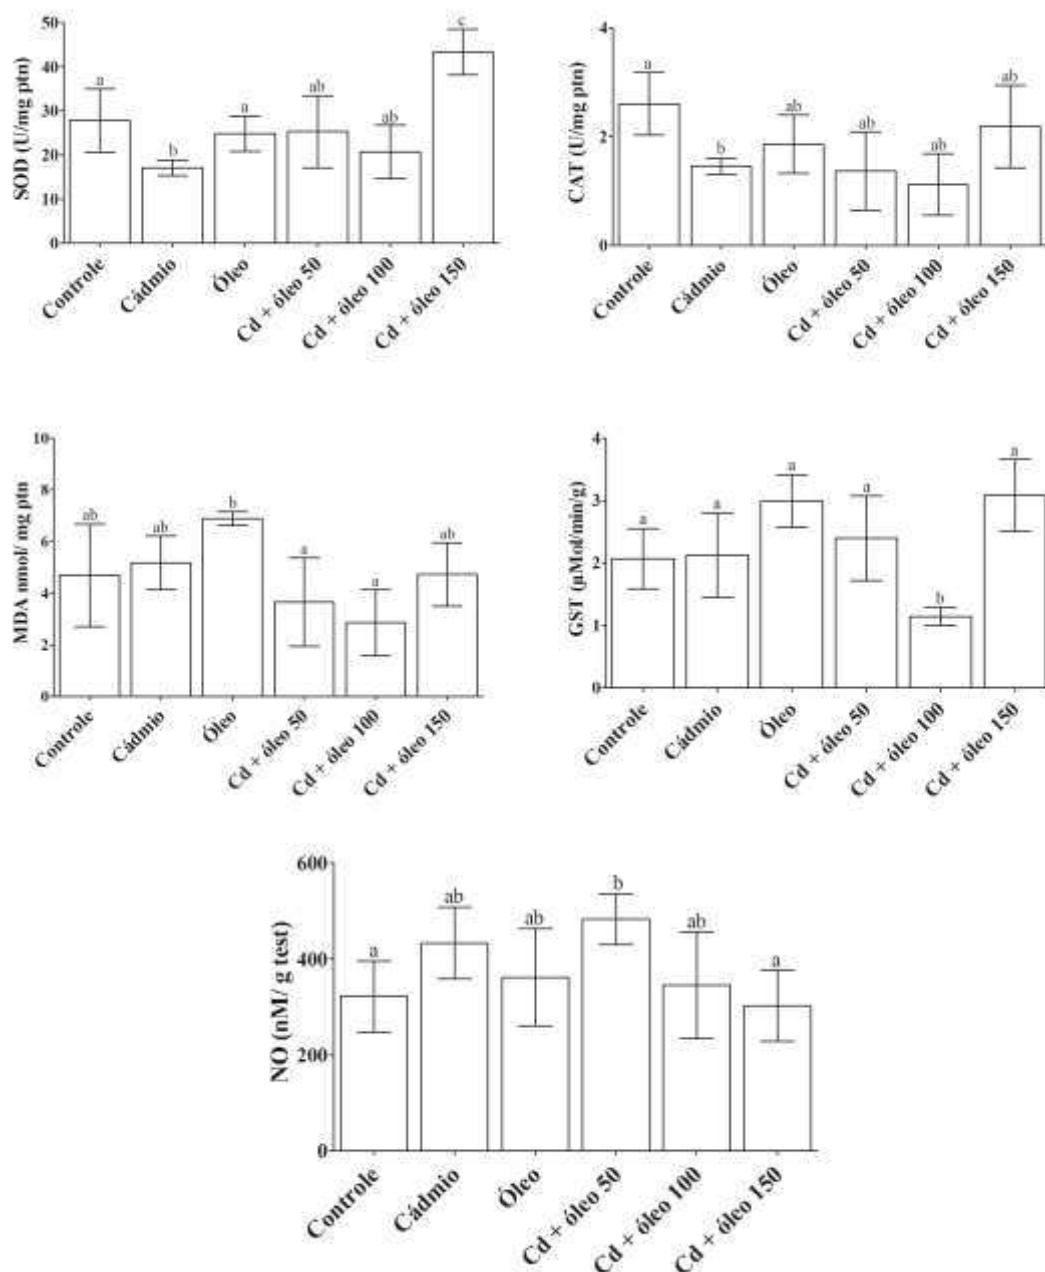 SOD (U/mg ptn)
50
40
30
20
10
0
a
b
a
ab
ab
c
Controle
Cádmio
Óleo
Cd + óleo 50
Cd + óleo 100
Cd + óleo 150
CAT (U/mg ptn)
4
2
0
a
b
ab
ab
ab
ab
Controle
Cádmio
Óleo
Cd + óleo 50
Cd + óleo 100
Cd + óleo 150
MDA nmol/ mg ptn
10
8
6
4
2
0
ab
ab
b
a
a
ab
Controle
Cádmio
Óleo
Cd + óleo 50
Cd + óleo 100
Cd + óleo 150
GST (µMol/min/g)
4
3
2
1
0
a
a
a
a
b
a
Controle
Cádmio
Óleo
Cd + óleo 50
Cd + óleo 100
Cd + óleo 150
NO (nM/ g test)
600
400
200
0
a
ab
ab
b
ab
a
Controle
Cádmio
Óleo
Cd + óleo 50
Cd + óleo 100
Cd + óleo 150